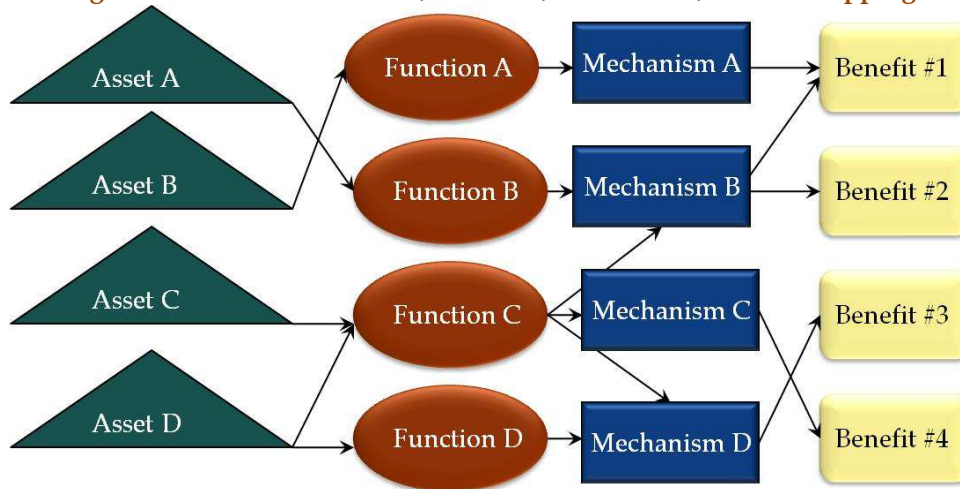 Asset A
Function A
Mechanism A
Benefit #1
Asset B
Function B
Mechanism B
Benefit #2
Asset C
Function C
Mechanism C
Benefit #3
Asset D
Function D
Mechanism D
Benefit #4